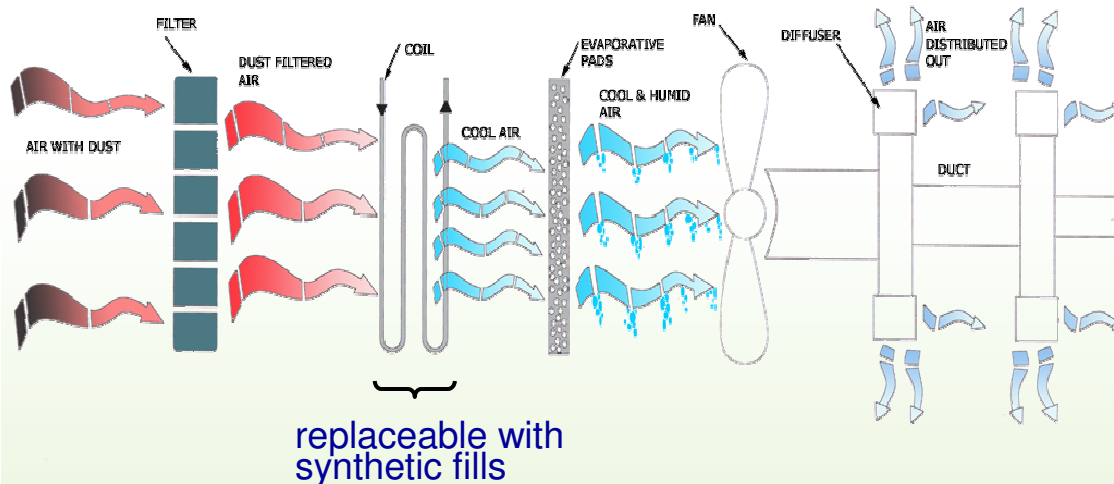 FILTER
COIL
EVAPORATIVE
PADS
FAN
DIFFUSER
AIR
DISTRIBUTED
OUT
DUST FILTERED
AIR
COOL & HUMID
AIR
AIR WITH DUST
COOL AIR
DUCT
replaceable with
synthetic fills